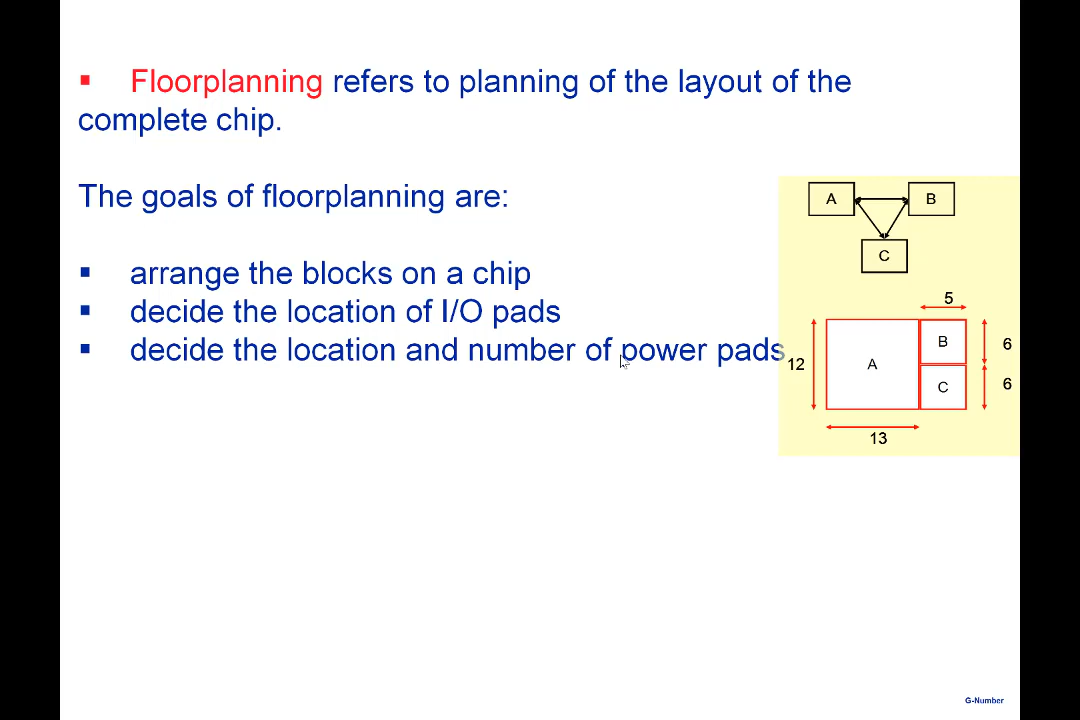 ▪ Floorplanning refers to planning of the layout of the
complete chip.
The goals of floorplanning are:
▪ arrange the blocks on a chip
▪ decide the location of I/O pads
▪ decide the location and number of power pads
A B
C
5
B 6
12 A
C 6
13
G-Number